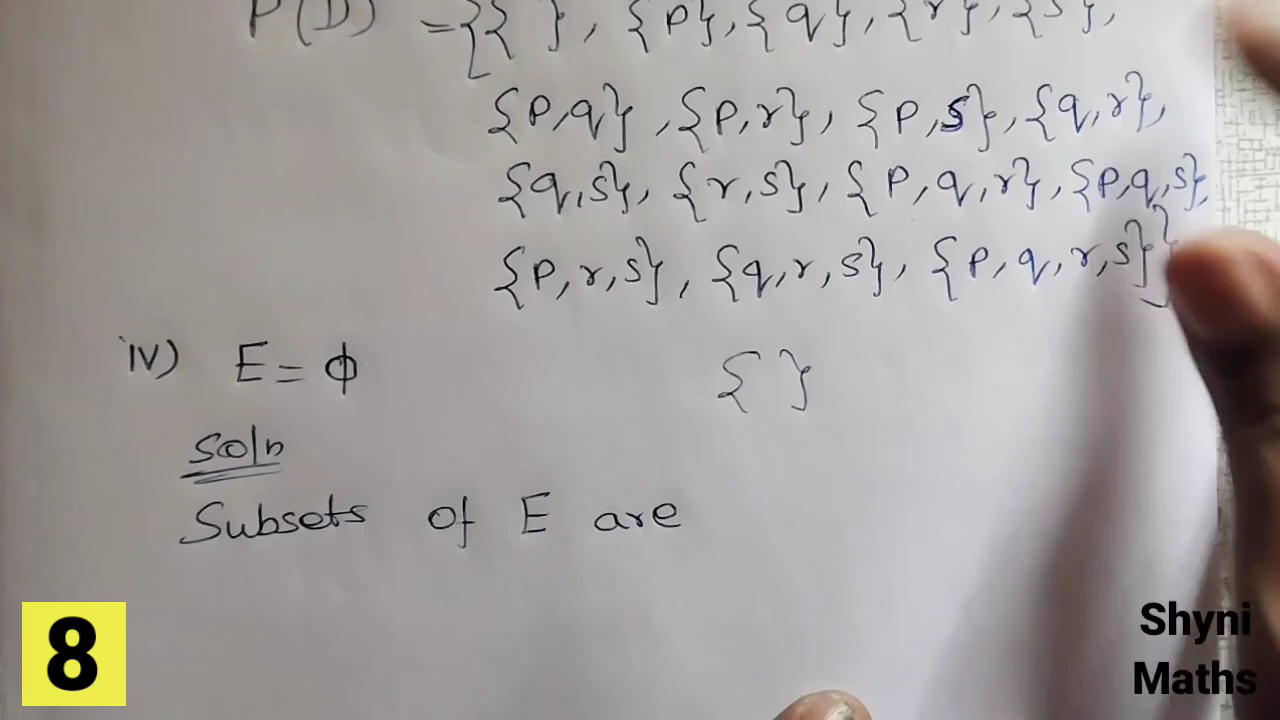 P(D) = {{ }, {p}, {q}, {r}, {s},
{p,q}, {p,r}, {p,s}, {q,r},
{q,s}, {r,s}, {p,q,r}, {p,q,s},
{p,r,s}, {q,r,s}, {p,q,r,s}}
iv) E = ϕ { }
Soln
Subsets of E are
8
Shyni
Maths